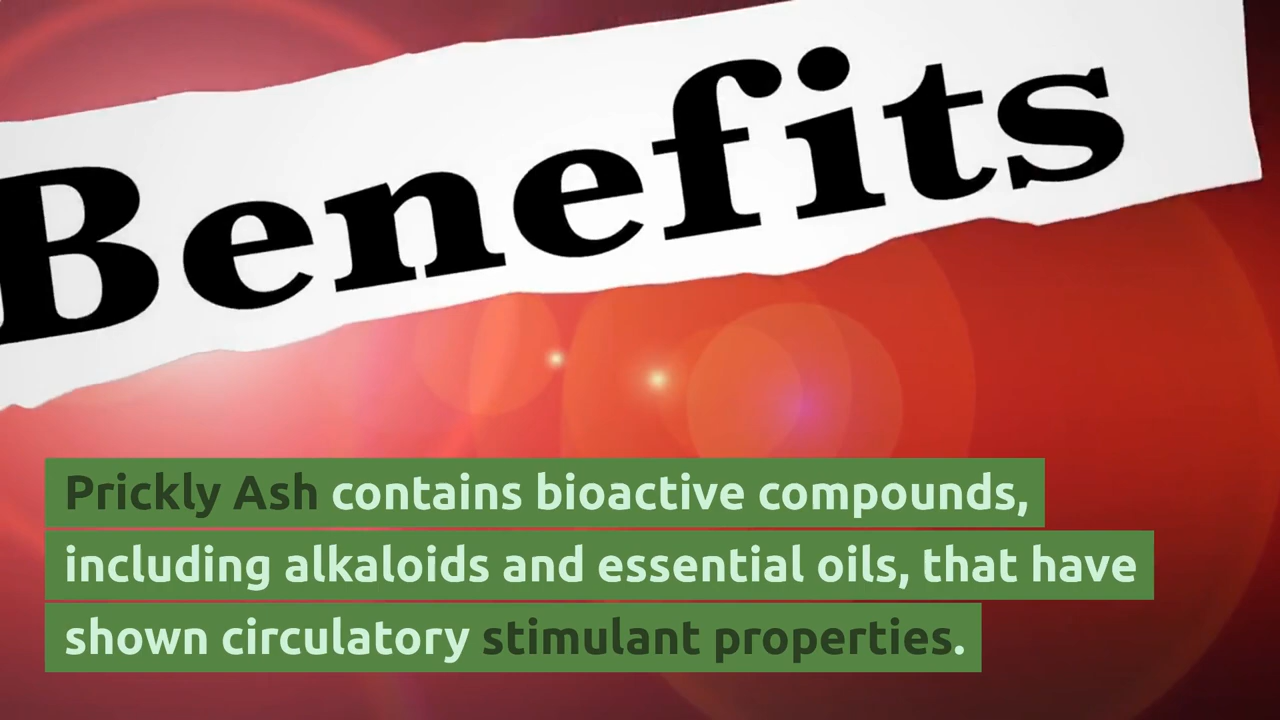 Benefits
Prickly Ash contains bioactive compounds,
including alkaloids and essential oils, that have
shown circulatory stimulant properties.